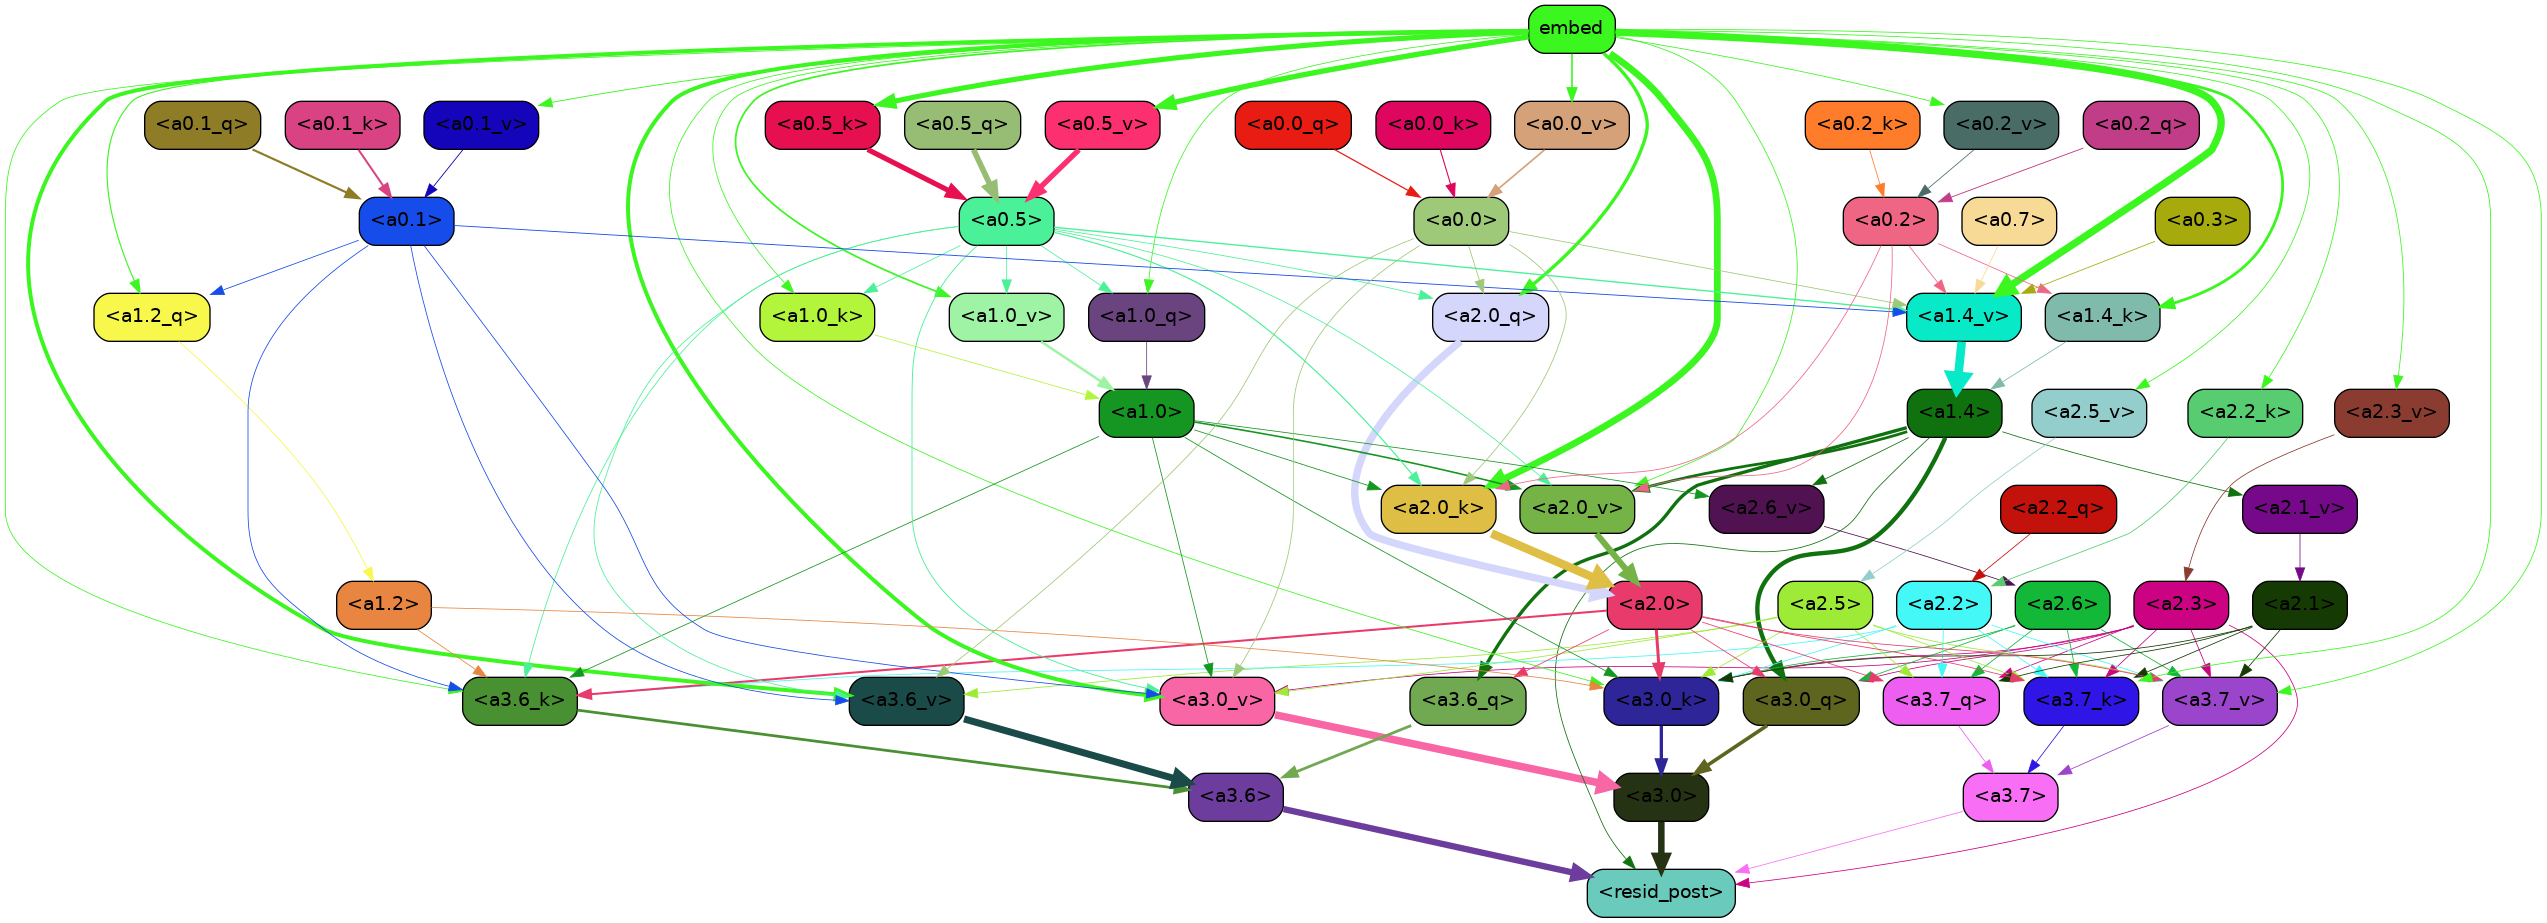 embed
<a0.1_q>
<a0.1_k>
<a0.1_v>
<a0.5_k>
<a0.5_q>
<a0.5_v>
<a0.0_q>
<a0.0_k>
<a0.0_v>
<a0.2_k>
<a0.2_v>
<a0.2_q>
<a0.1>
<a0.5>
<a0.0>
<a0.2>
<a0.7>
<a0.3>
<a1.2_q>
<a1.0_k>
<a1.0_v>
<a1.0_q>
<a2.0_q>
<a1.4_v>
<a1.4_k>
<a1.0>
<a1.4>
<a2.5_v>
<a2.2_k>
<a2.3_v>
<a2.0_k>
<a2.0_v>
<a2.6_v>
<a2.2_q>
<a2.1_v>
<a1.2>
<a2.0>
<a2.5>
<a2.2>
<a2.6>
<a2.3>
<a2.1>
<a3.6_k>
<a3.6_v>
<a3.0_v>
<a3.6_q>
<a3.0_k>
<a3.0_q>
<a3.7_q>
<a3.7_k>
<a3.7_v>
<a3.6>
<a3.0>
<a3.7>
<resid_post>